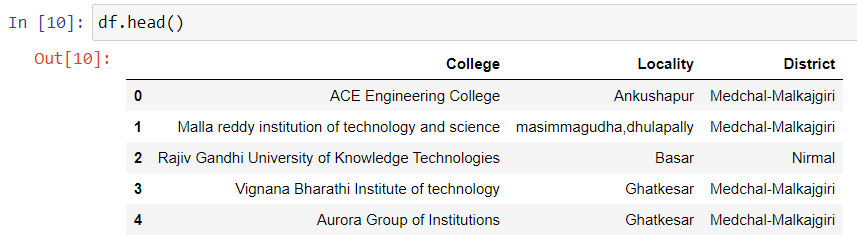 In [10]: df.head()
Out[10]:
College Locality District
0 ACE Engineering College Ankushapur Medchal-Malkajgiri
1 Malla reddy institution of technology and science masimmagudha,dhulapally Medchal-Malkajgiri
2 Rajiv Gandhi University of Knowledge Technologies Basar Nirmal
3 Vignana Bharathi Institute of technology Ghatkesar Medchal-Malkajgiri
4 Aurora Group of Institutions Ghatkesar Medchal-Malkajgiri